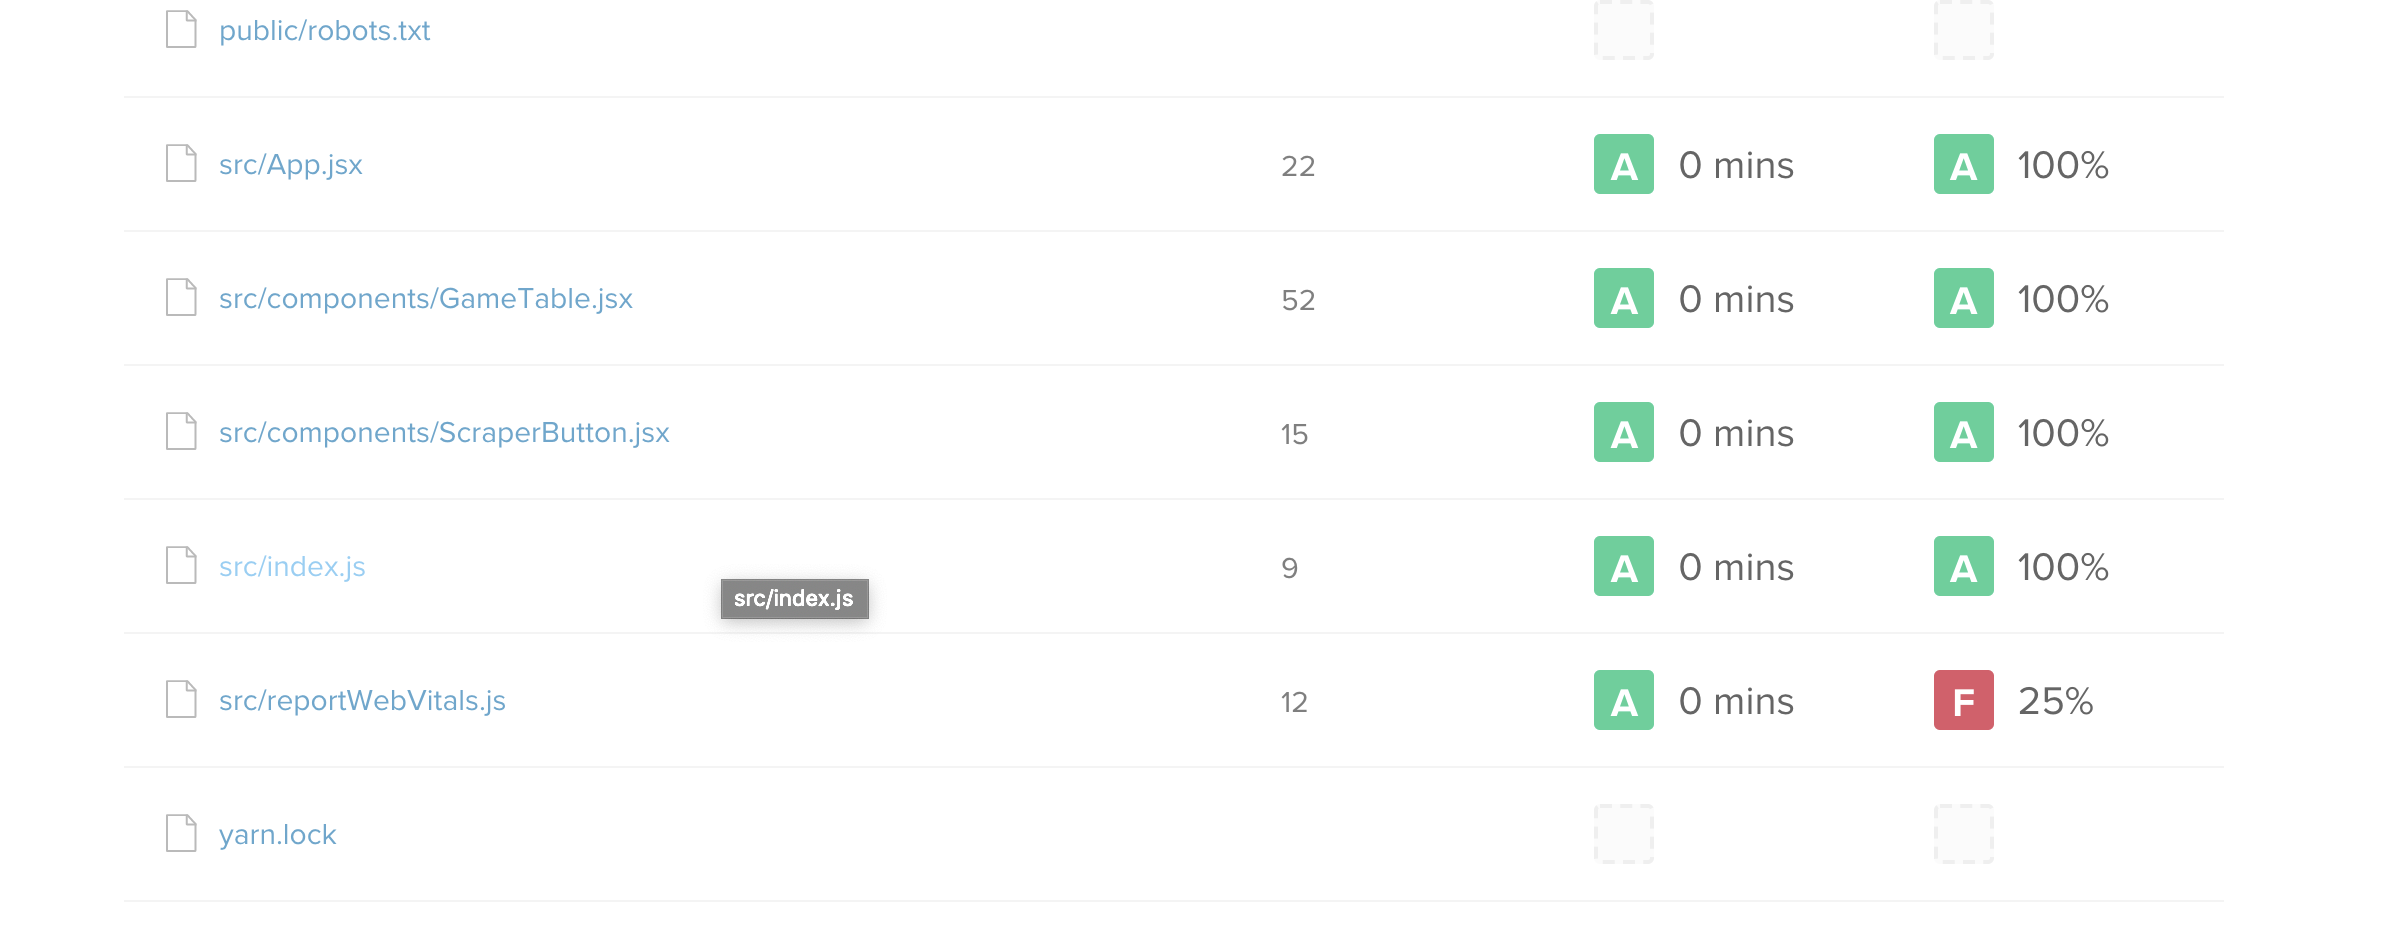 public/robots.txt
src/App.jsx 22 A 0 mins A 100%
src/components/GameTable.jsx 52 A 0 mins A 100%
src/components/ScraperButton.jsx 15 A 0 mins A 100%
src/index.js 9 A 0 mins A 100%
src/index.js
src/reportWebVitals.js 12 A 0 mins F 25%
yarn.lock